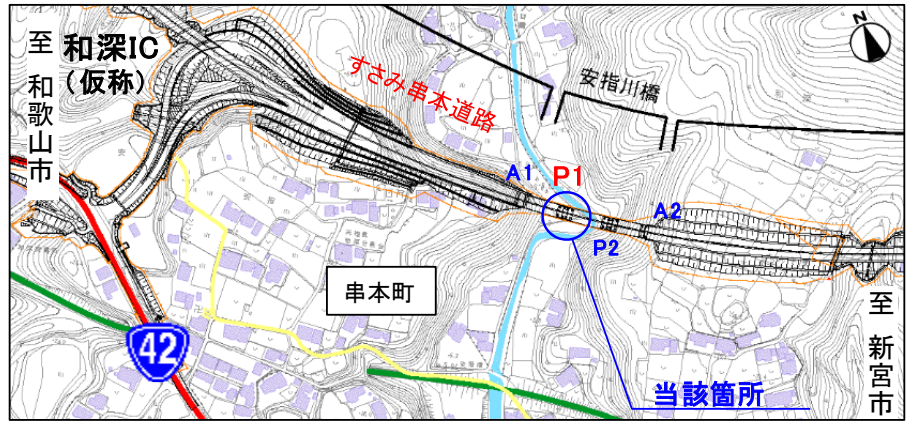 至 和歌山市
和深IC
(仮称)
すさみ串本道路
安指川橋
N
A1
P1
A2
P2
串本町
42
当該箇所
至 新宮市